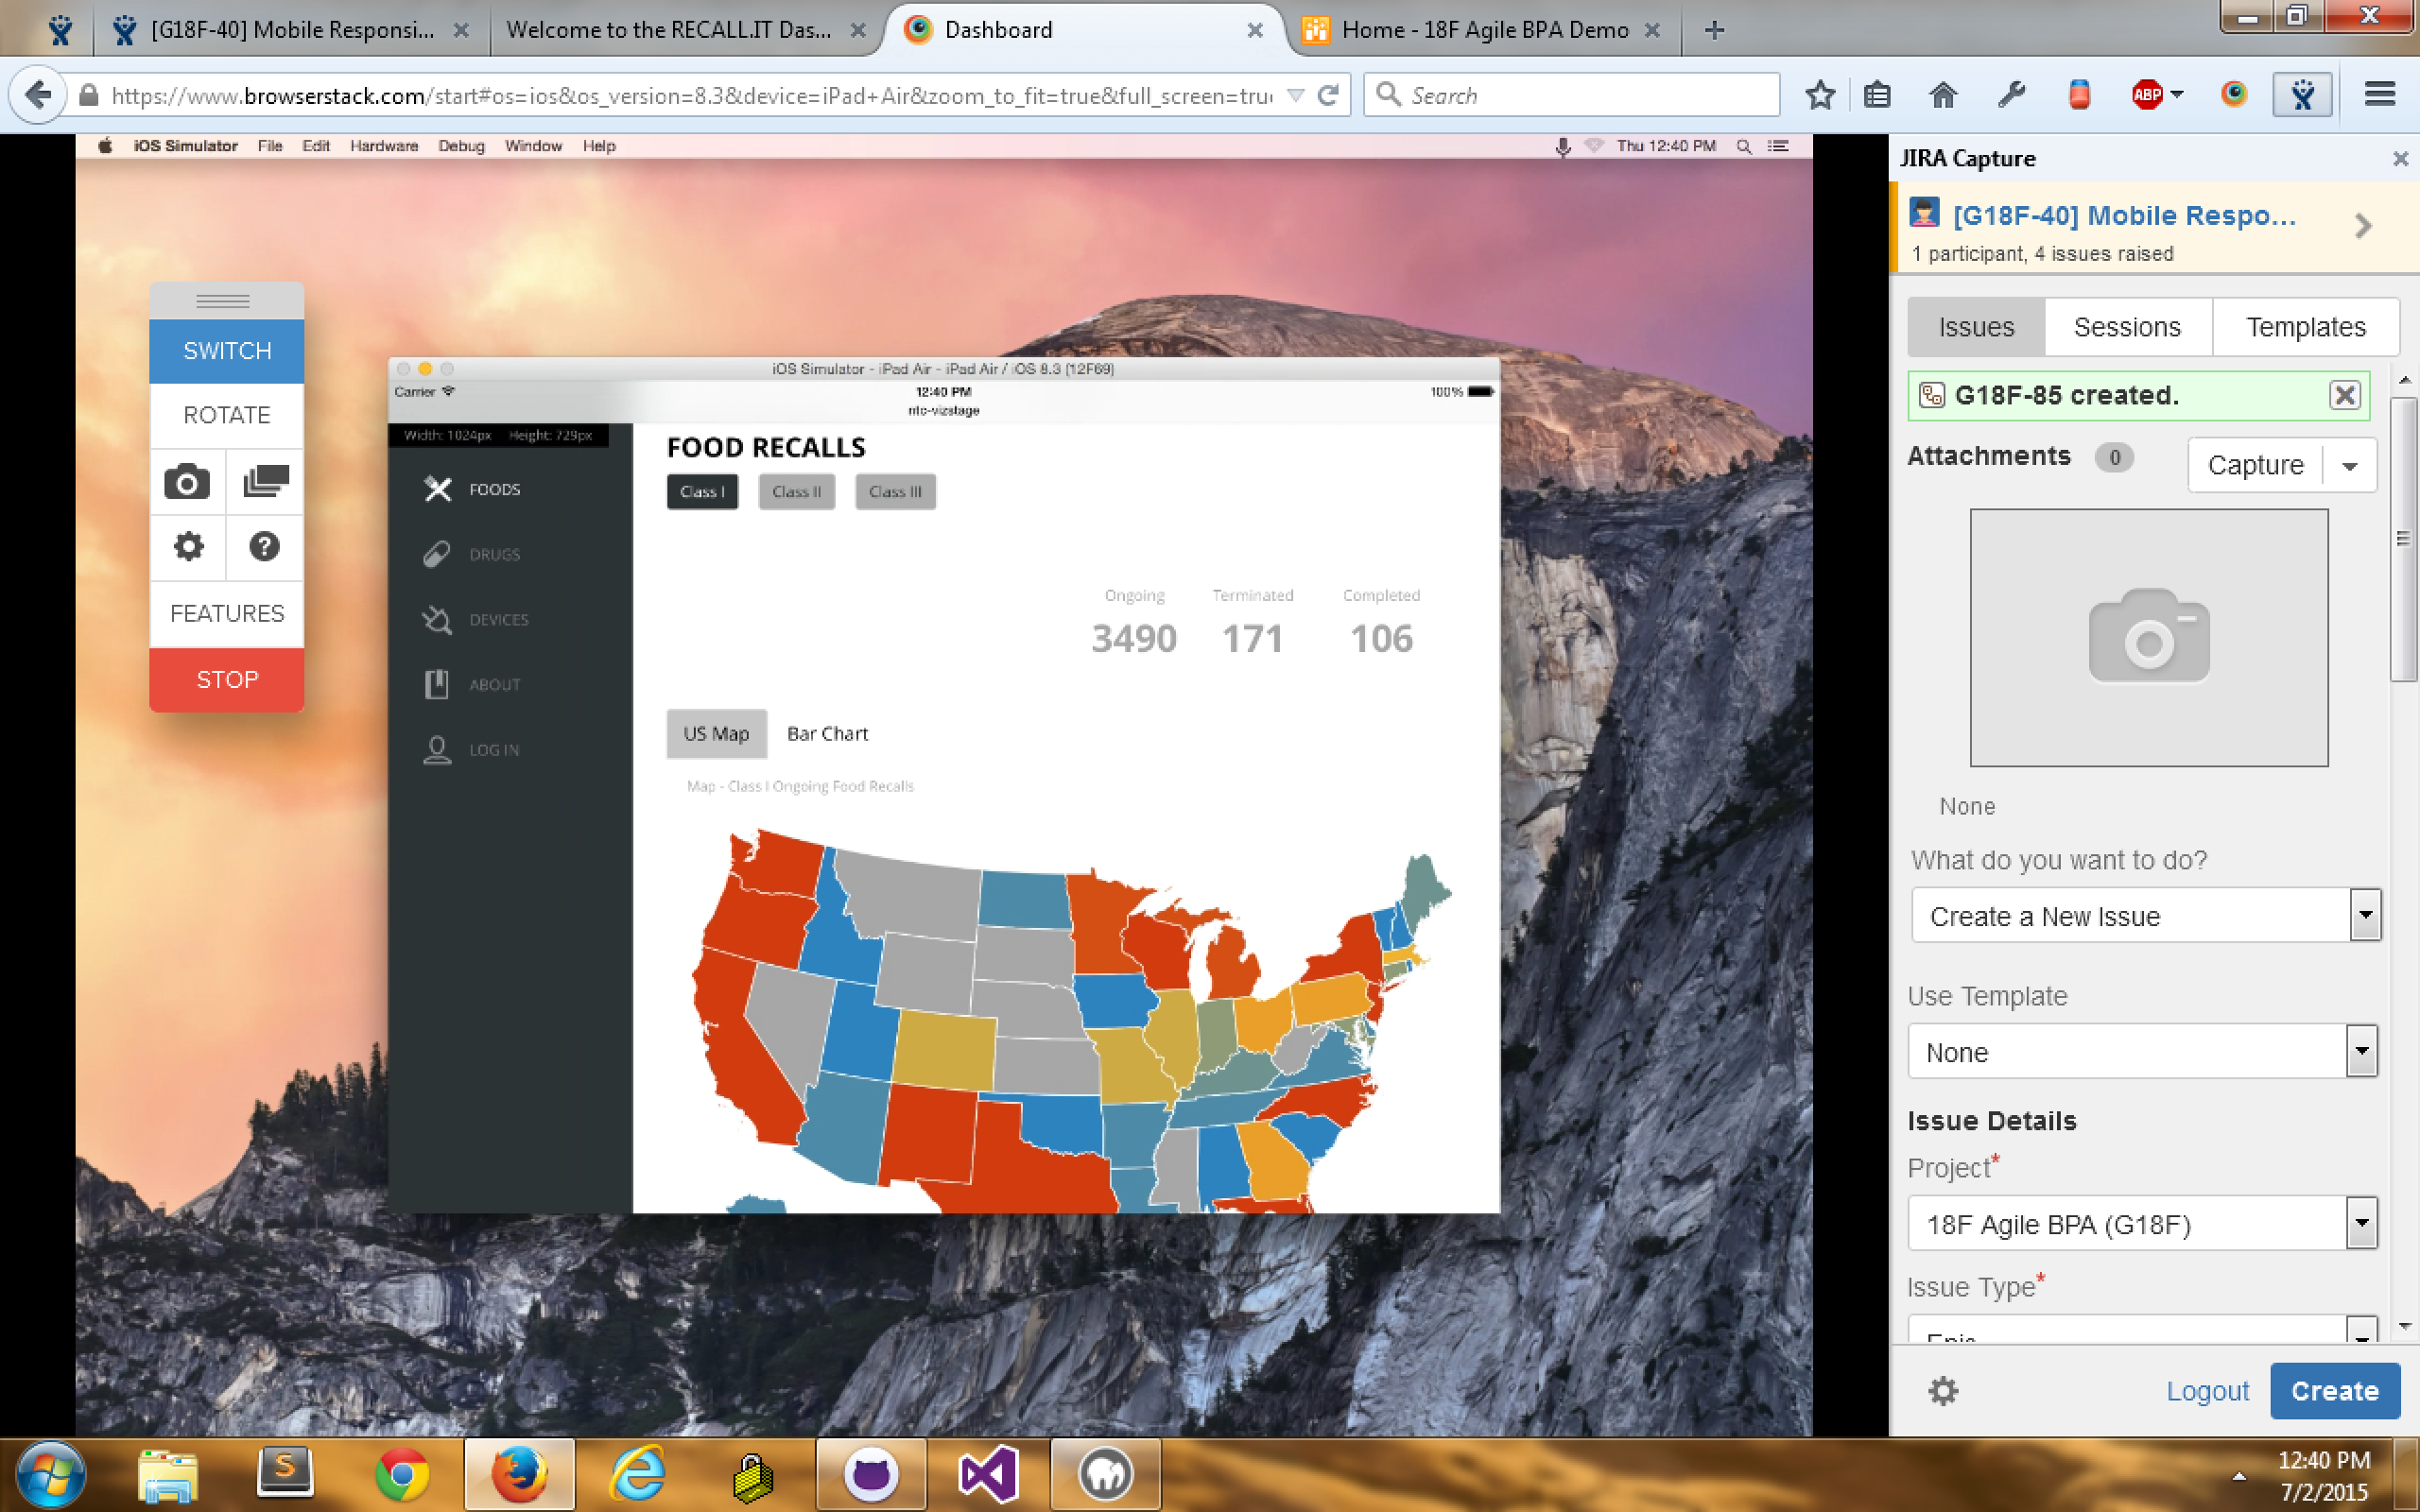 [G18F-40] Mobile Responsi...
Welcome to the RECALL.IT Das...
Dashboard
Home - 18F Agile BPA Demo
https://www.browserstack.com/start#os=ios&os_version=8.3&device=iPad+Air&zoom_to_fit=true&full_screen=tru
Search
ABP
iOS Simulator File Edit Hardware Debug Window Help
Thu 12:40 PM
SWITCH
ROTATE
FEATURES
STOP
iOS Simulator - iPad Air - iPad Air / iOS 8.3 (12F69)
Carrier
12:40 PM
100%
ntc-vizstage
Width: 1024px Height: 729px
FOODS
DRUGS
DEVICES
ABOUT
LOG IN
FOOD RECALLS
Class I
Class II
Class III
Ongoing Terminated Completed
3490 171 106
US Map
Bar Chart
Map - Class I Ongoing Food Recalls
JIRA Capture
[G18F-40] Mobile Respo...
1 participant, 4 issues raised
Issues
Sessions
Templates
G18F-85 created.
Attachments 0
Capture
None
What do you want to do?
Create a New Issue
Use Template
None
Issue Details
Project*
18F Agile BPA (G18F)
Issue Type*
Epic
Logout
Create
12:40 PM
7/2/2015